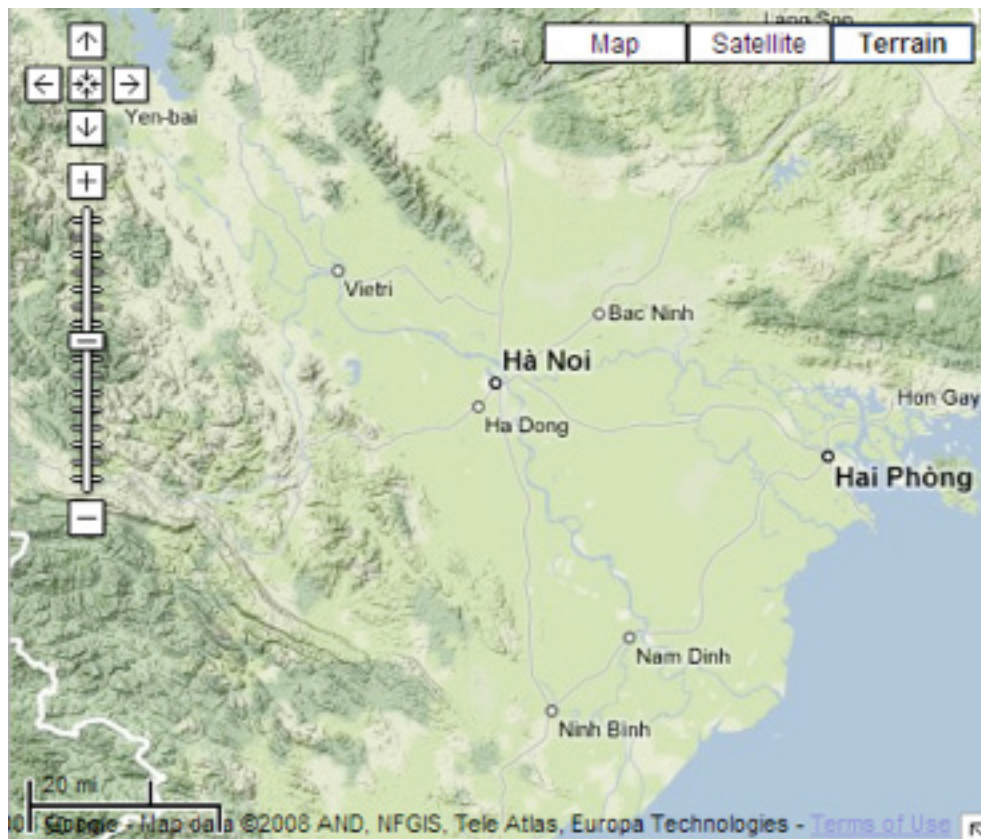 Lang Son
Map Satellite Terrain
Yen-bai
Vietri
Bac Ninh
Hà Noi
Ha Dong
Hon Gay
Hai Phòng
Nam Dinh
Ninh Binh
20 mi
Google - Map data ©2008 AND, NFGIS, Tele Atlas, Europa Technologies - Terms of Use